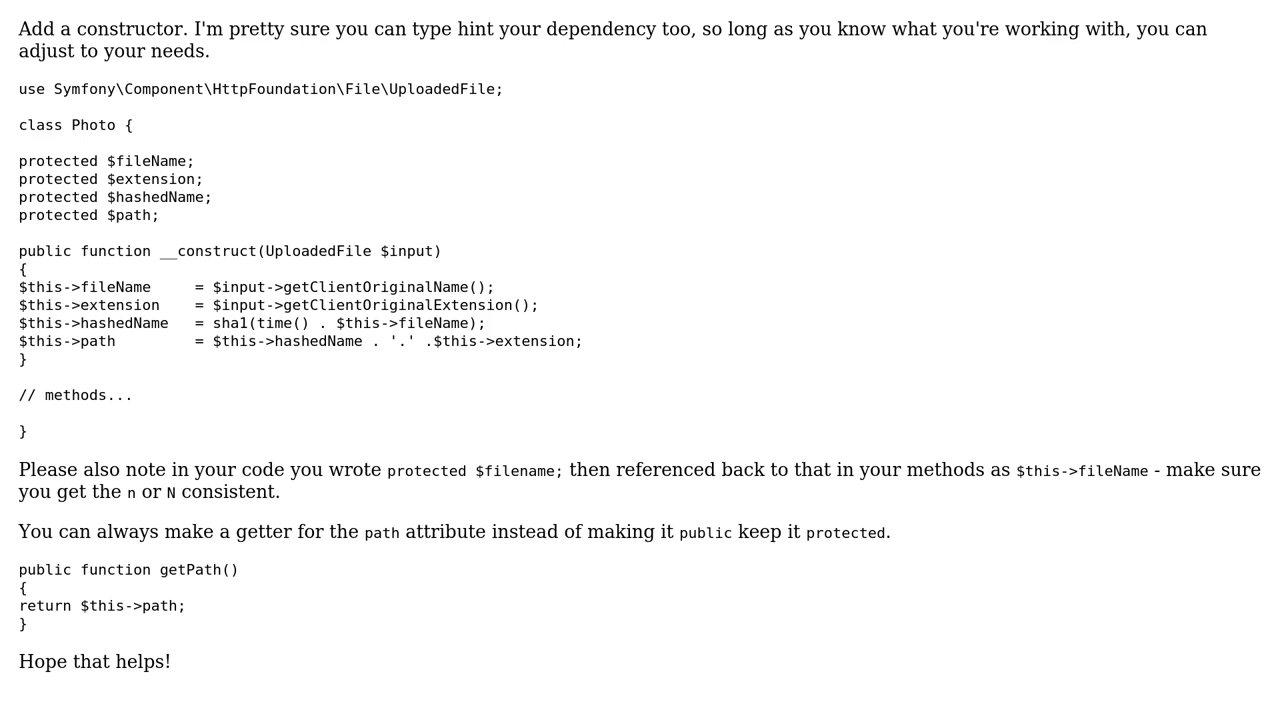 Add a constructor. I'm pretty sure you can type hint your dependency too, so long as you know what you're working with, you can
adjust to your needs.
use Symfony\Component\HttpFoundation\File\UploadedFile;
class Photo {
protected $fileName;
protected $extension;
protected $hashedName;
protected $path;
public function __construct(UploadedFile $input)
{
$this->fileName     = $input->getClientOriginalName();
$this->extension    = $input->getClientOriginalExtension();
$this->hashedName   = sha1(time() . $this->fileName);
$this->path         = $this->hashedName . '.' .$this->extension;
}
// methods...
}
Please also note in your code you wrote protected $filename; then referenced back to that in your methods as $this->fileName - make sure
you get the n or N consistent.
You can always make a getter for the path attribute instead of making it public keep it protected.
public function getPath()
{
return $this->path;
}
Hope that helps!